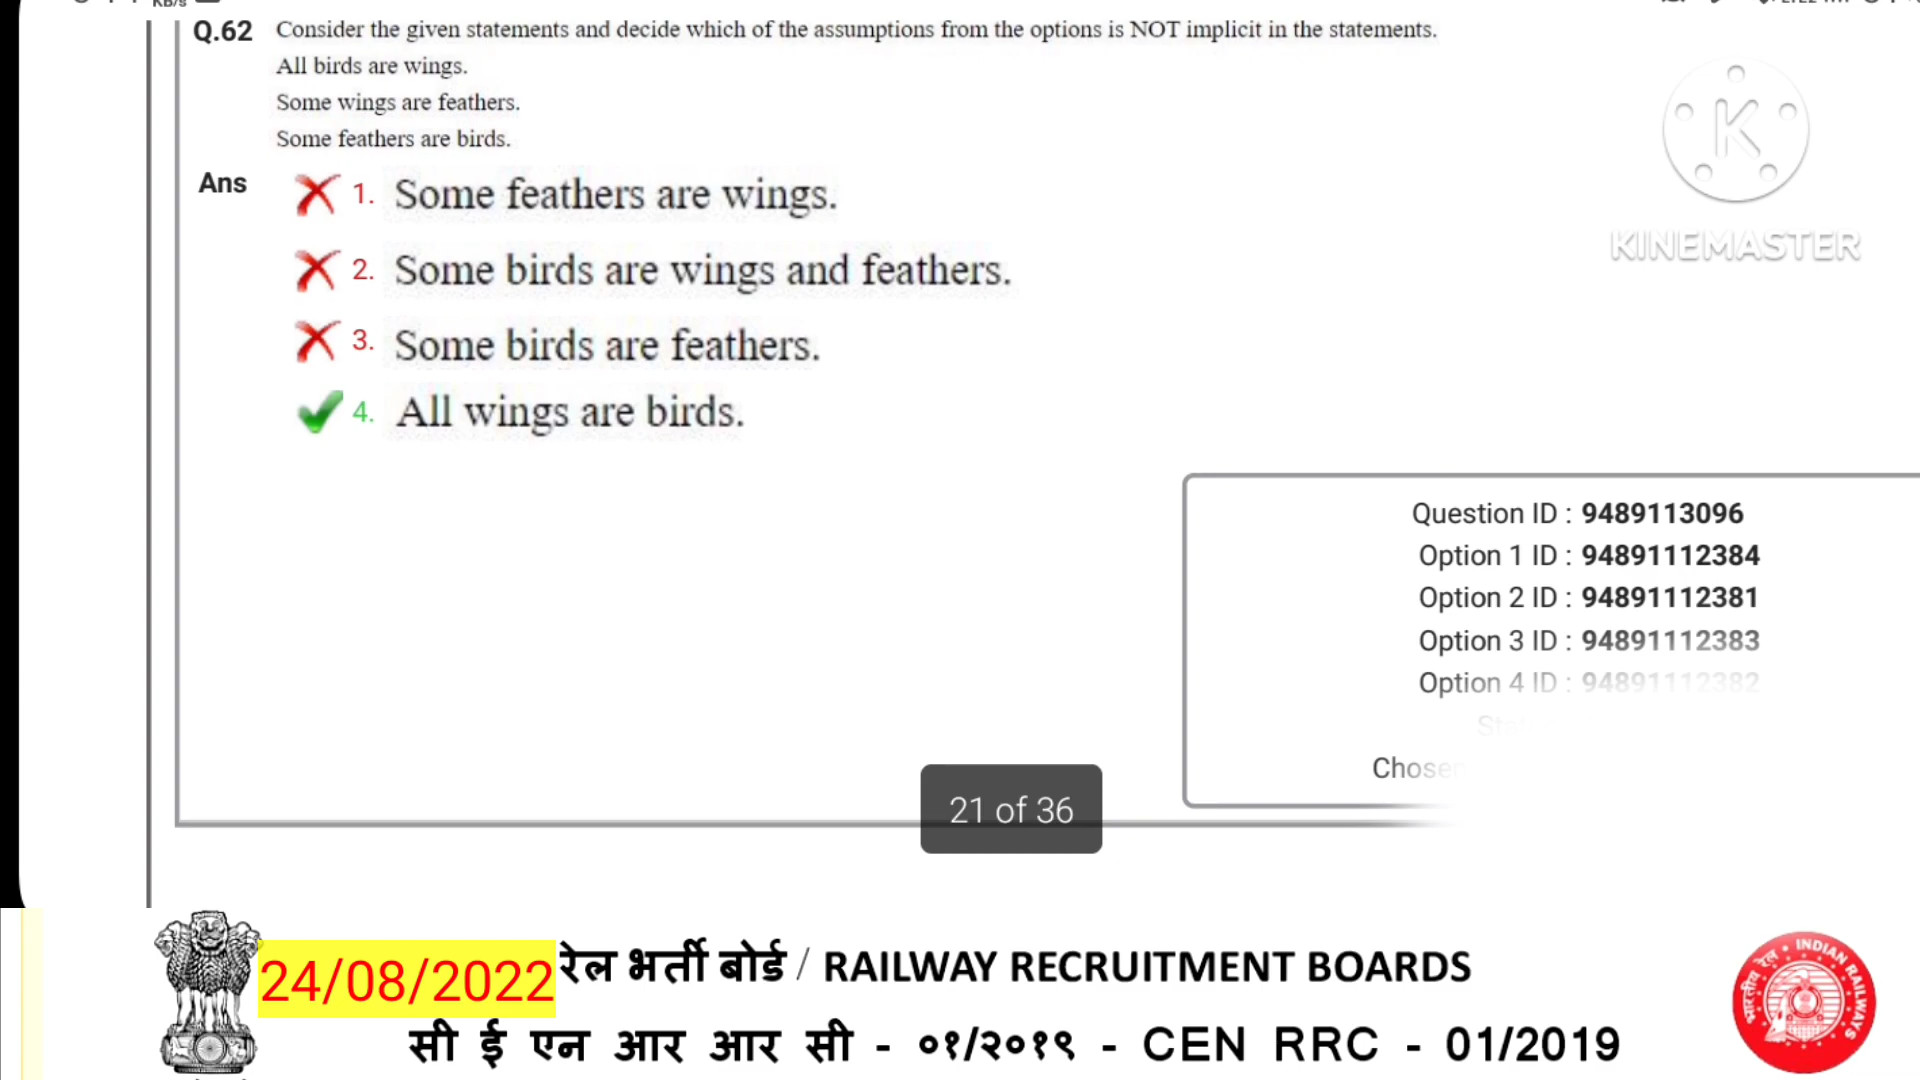 KB/s
Q.62 Consider the given statements and decide which of the assumptions from the options is NOT implicit in the statements.
All birds are wings.
Some wings are feathers.
Some feathers are birds.
Ans 1. Some feathers are wings.
2. Some birds are wings and feathers.
3. Some birds are feathers.
4. All wings are birds.
K
KINEMASTER
Question ID : 9489113096
Option 1 ID : 94891112384
Option 2 ID : 94891112381
Option 3 ID : 94891112383
Option 4 ID : 94891112382
21 of 36
24/08/2022 रेल भर्ती बोर्ड / RAILWAY RECRUITMENT BOARDS
सी ई एन आर आर सी - ०१/२०१९ - CEN RRC - 01/2019
भारतीय रेल INDIAN RAILWAYS